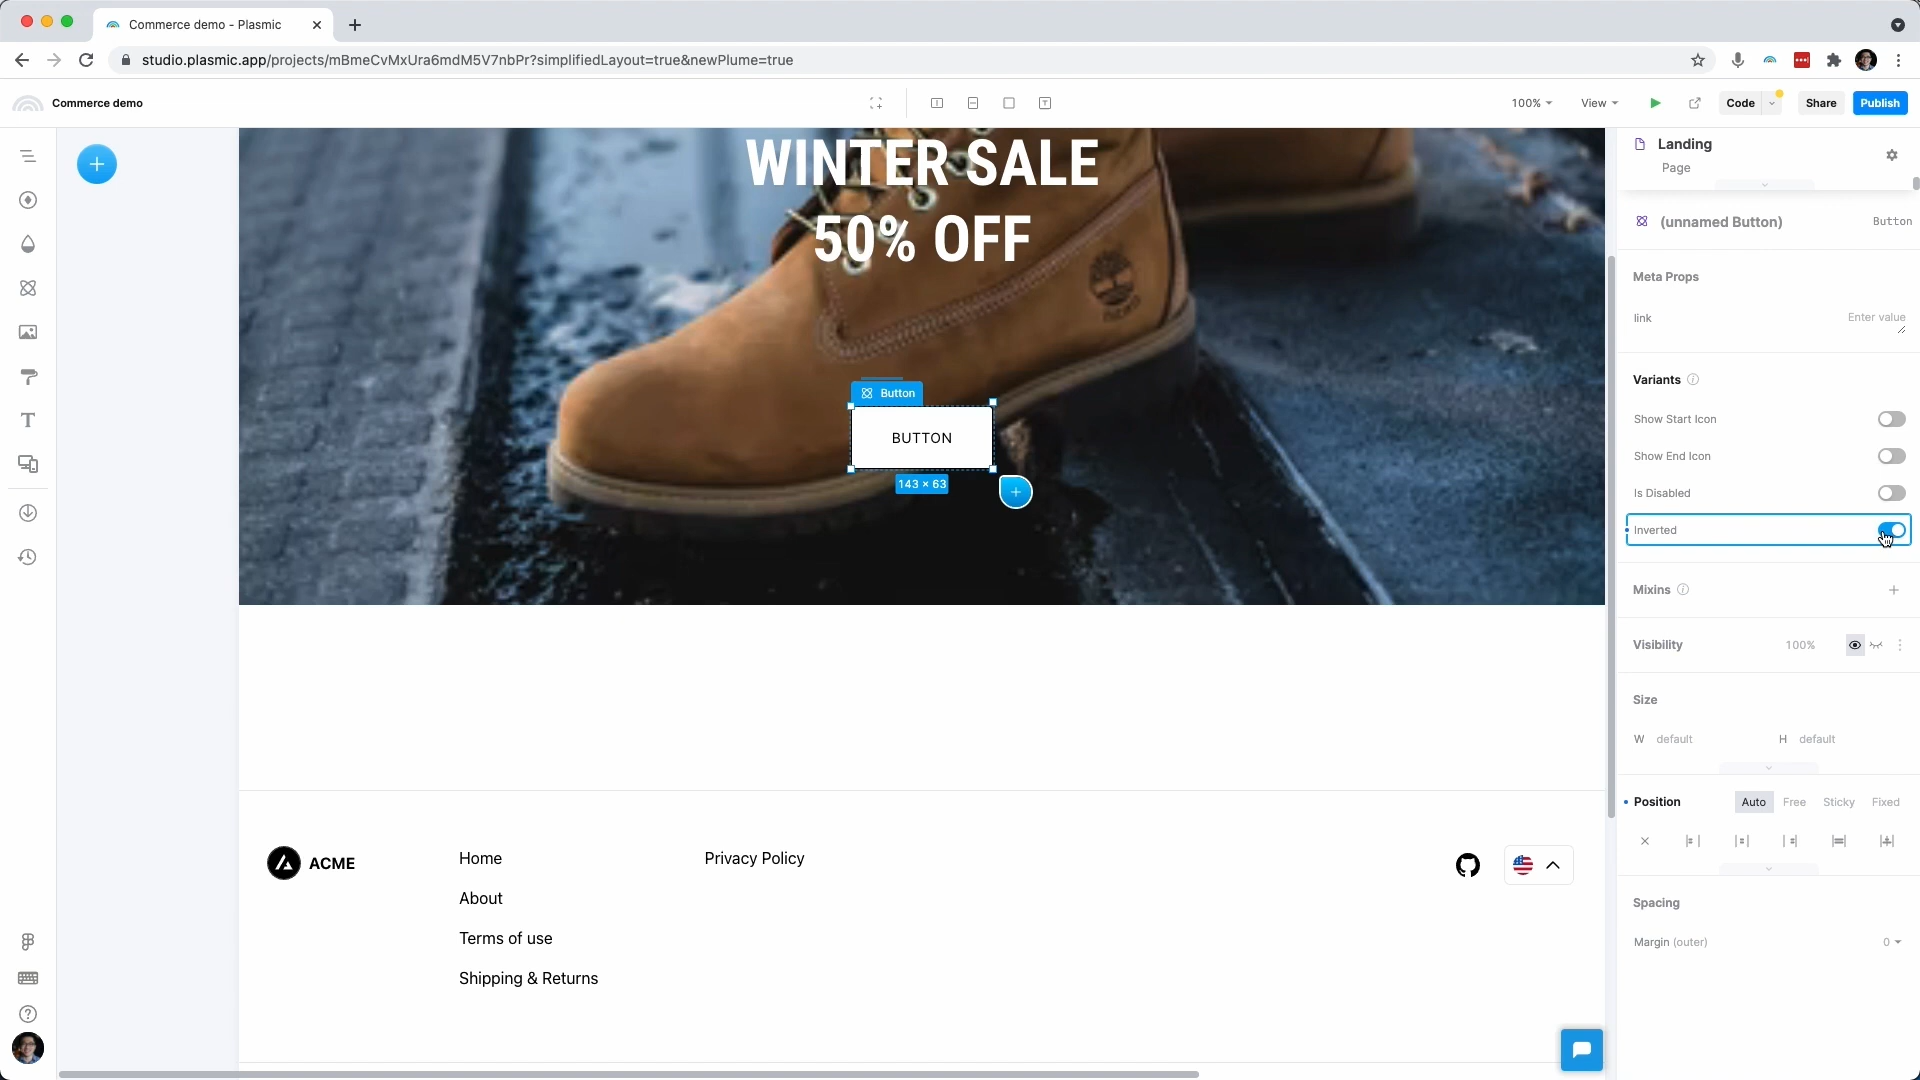 Commerce demo - Plasmic
studio.plasmic.app/projects/mBmeCvMxUra6mdM5V7nbPr?simplifiedLayout=true&newPlume=true
Commerce demo
100%
View
Code
Share
Publish
Landing
Page
(unnamed Button)
Button
Meta Props
link
Enter value
Variants
Show Start Icon
Show End Icon
Is Disabled
Inverted
Mixins
Visibility
100%
Size
W default
H default
Position
Auto
Free
Sticky
Fixed
Spacing
Margin (outer)
0
WINTER SALE
50% OFF
Button
BUTTON
143 × 63
ACME
Home
About
Terms of use
Shipping & Returns
Privacy Policy